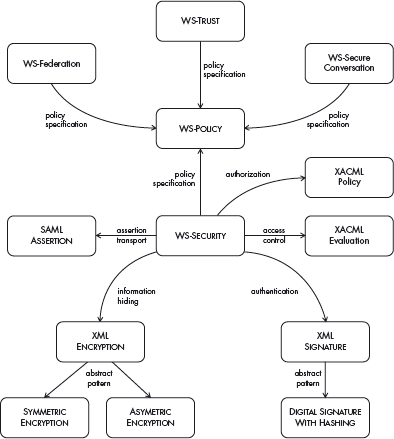 WS-TRUST
WS-Federation
WS-Secure
Conversation
policy
specification
policy
specification
policy
specification
WS-POLICY
policy
specification
authorization
XACML
Policy
SAML
ASSERTION
assertion
transport
WS-SECURITY
access
control
XACML
Evaluation
information
hiding
authentication
XML
ENCRYPTION
XML
SIGNATURE
abstract
pattern
abstract
pattern
SYMMETRIC
ENCRYPTION
ASYMETRIC
ENCRYPTION
DIGITAL SIGNATURE
WITH HASHING